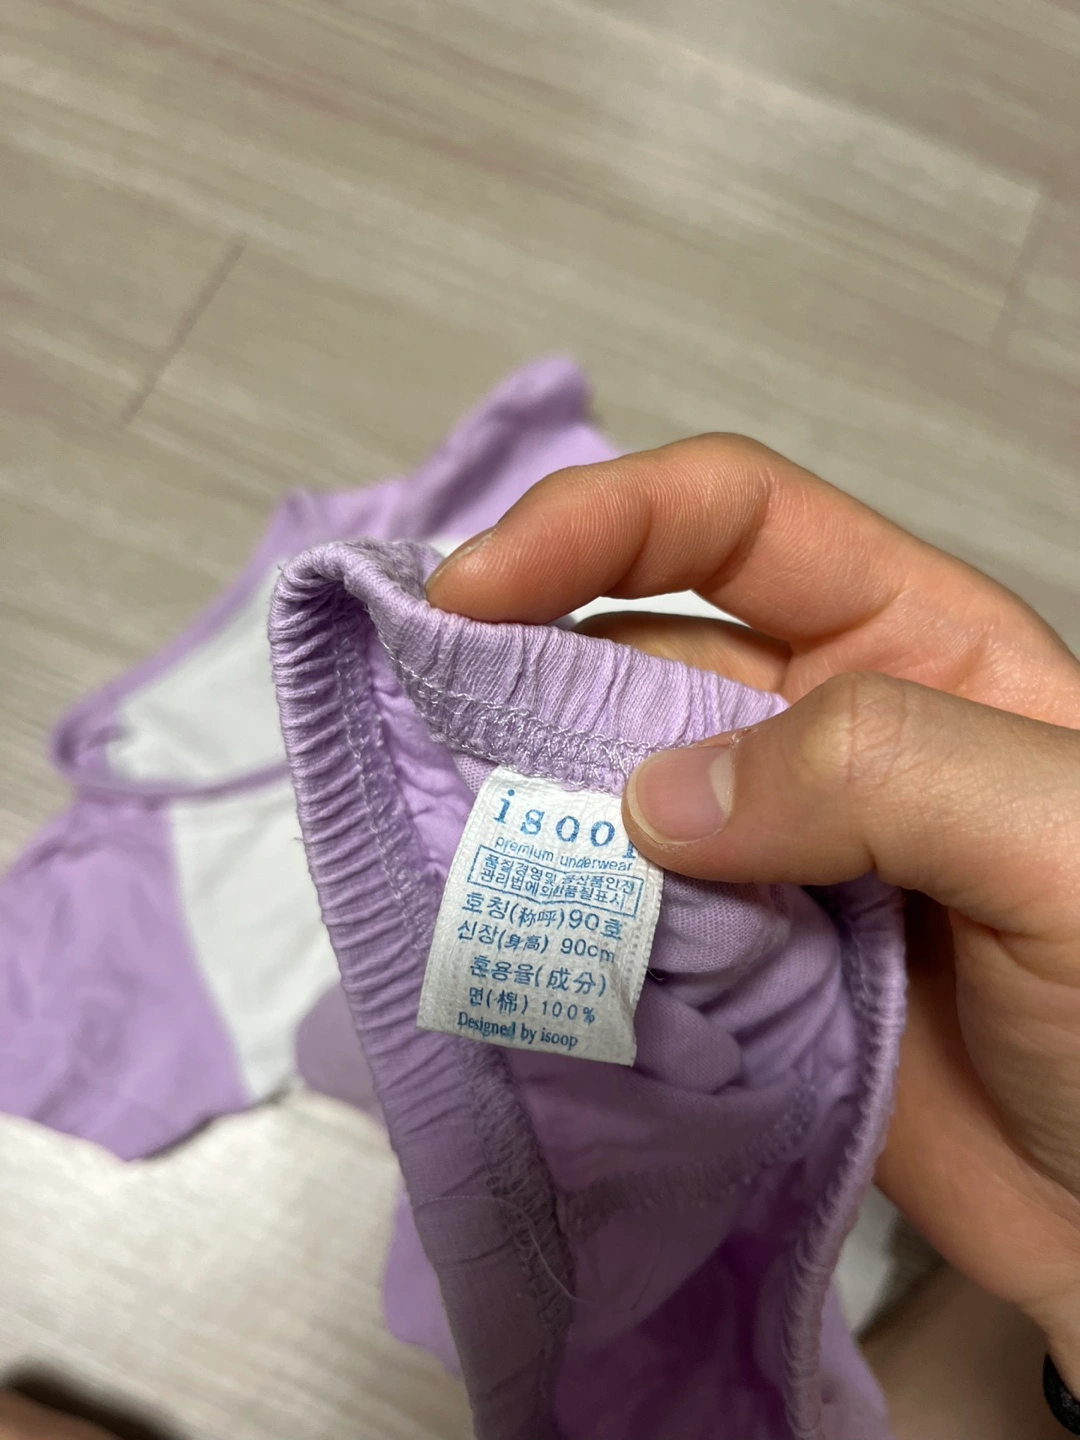 isoop
premium underwear
품질경영및 공산품안전
관리법에 의한 품질표시
호칭(称呼) 90호
신장(身高) 90cm
혼용율(成分)
면(棉) 100%
Designed by isoop